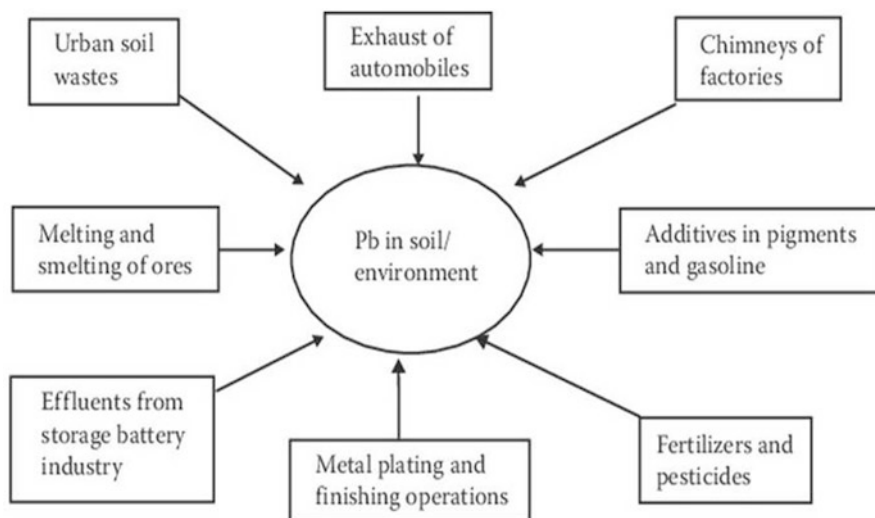 Urban soil
wastes
Exhaust of
automobiles
Chimneys of
factories
Melting and
smelting of ores
Pb in soil/
environment
Additives in pigments
and gasoline
Effluents from
storage battery
industry
Metal plating and
finishing operations
Fertilizers and
pesticides